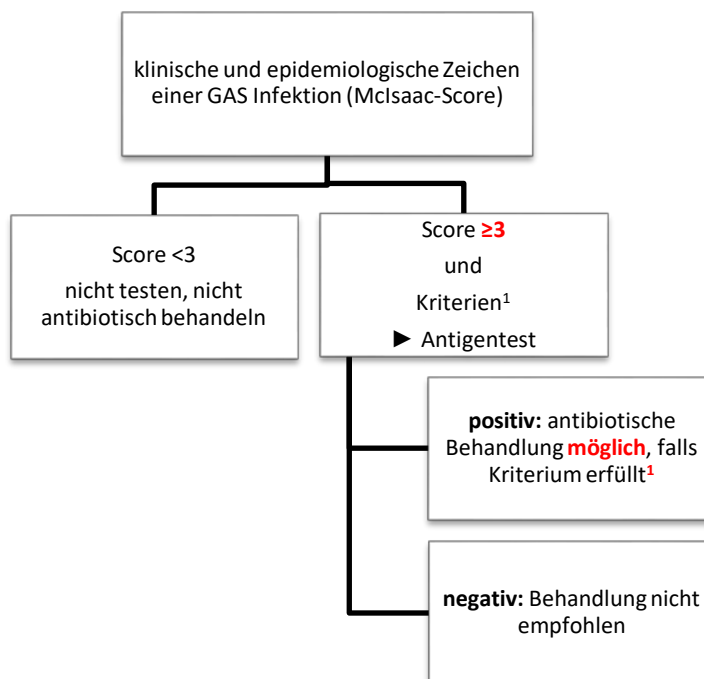 klinische und epidemiologische Zeichen
einer GAS Infektion (McIsaac-Score)
Score <3
nicht testen, nicht
antibiotisch behandeln
Score ≥3
und
Kriterien¹
► Antigentest
positiv: antibiotische
Behandlung möglich, falls
Kriterium erfüllt¹
negativ: Behandlung nicht
empfohlen